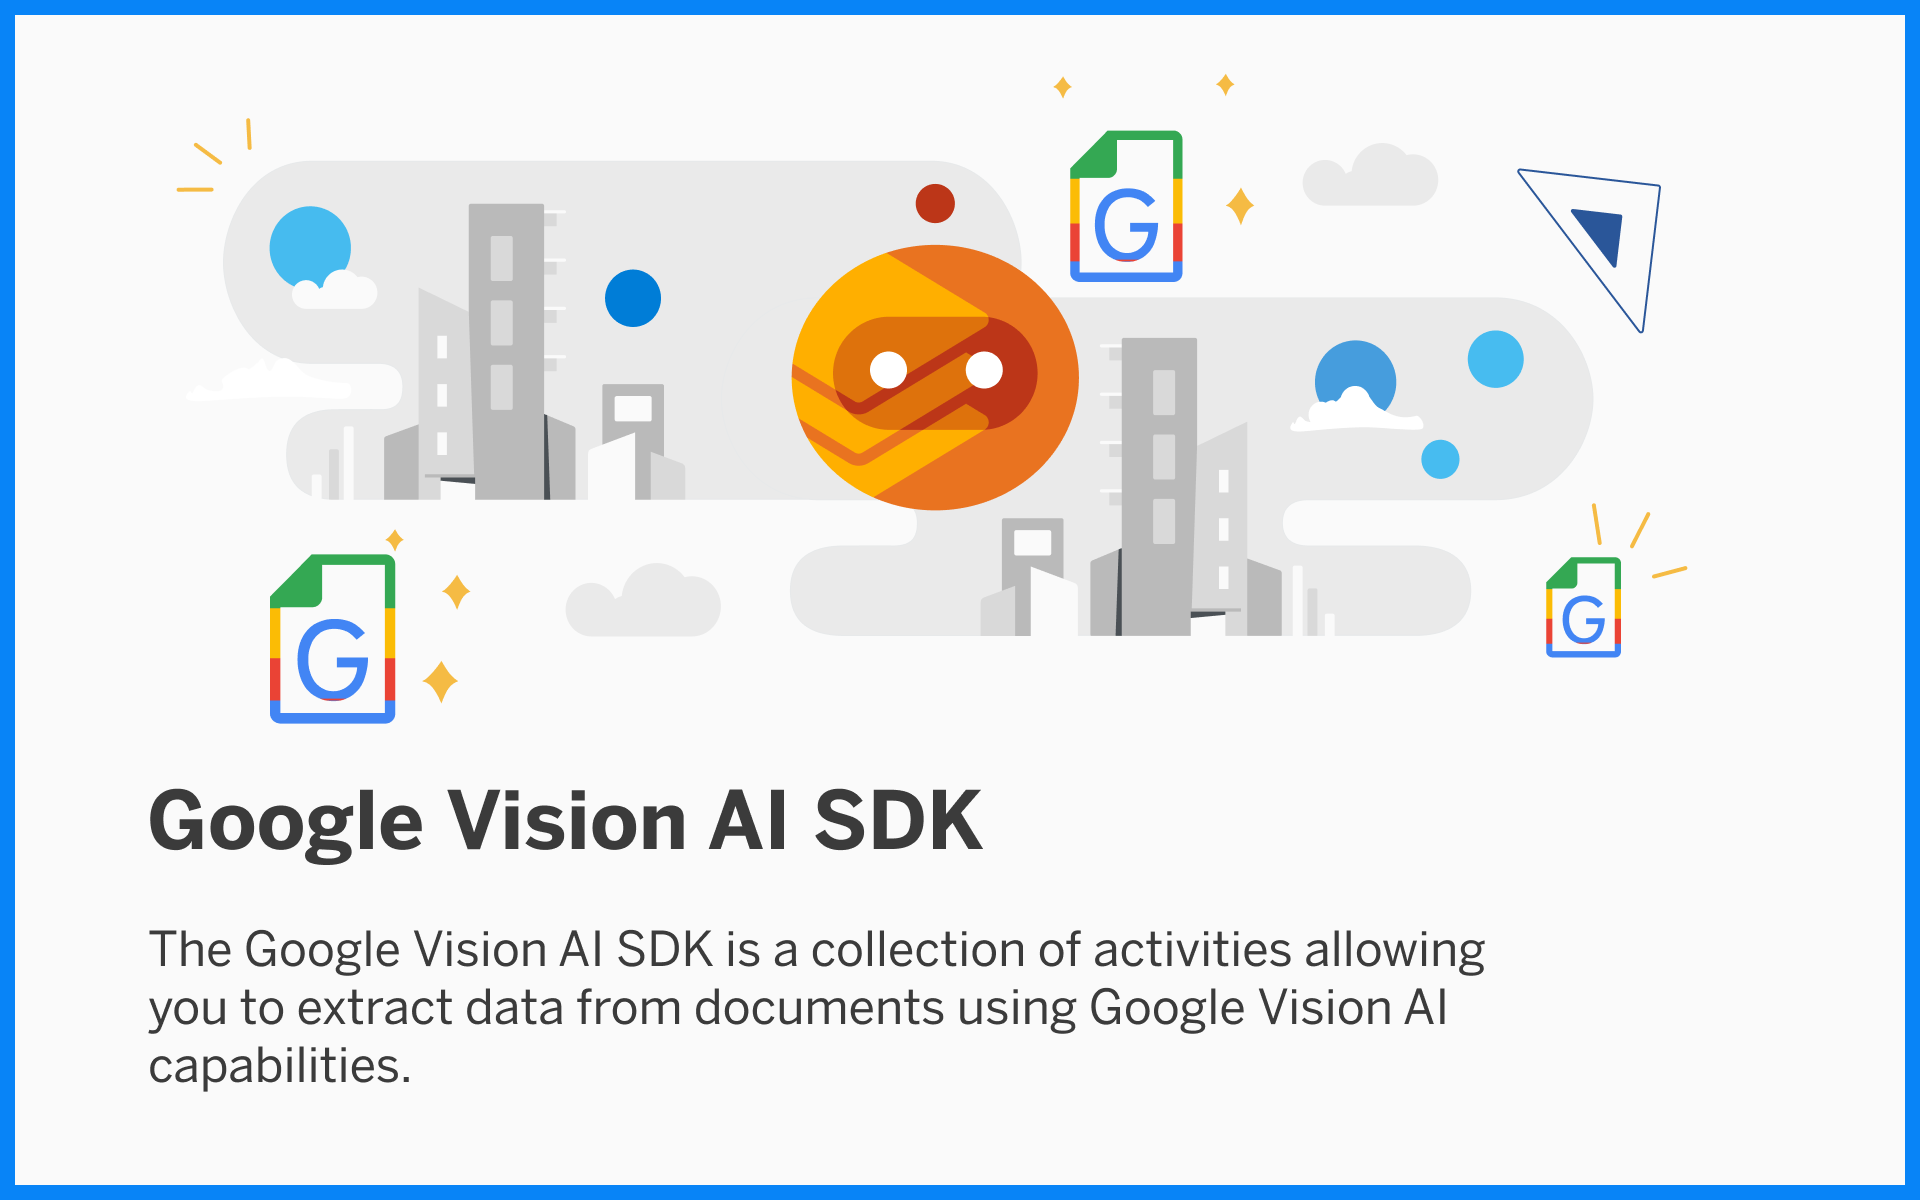 G
G
G
Google Vision AI SDK
The Google Vision AI SDK is a collection of activities allowing
you to extract data from documents using Google Vision AI
capabilities.